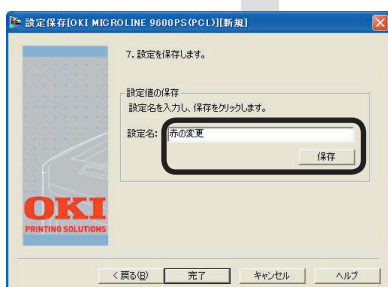 設定保存[OKI MICROLINE 9600PS(PCL)][新規]
7. 設定を保存します。
設定値の保存
設定名を入力し、保存をクリックします。
設定名: 赤の変更
保存
OKI
PRINTING SOLUTIONS
< 戻る(B) 完了 キャンセル ヘルプ